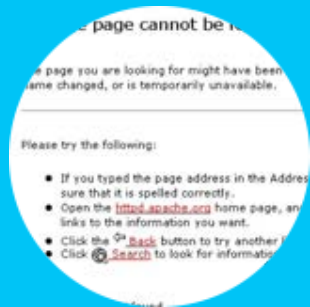 page cannot be
page you are looking for might have been
name changed, or is temporarily unavailable.
Please try the following:
If you typed the page address in the Addres
sure that it is spelled correctly.
Open the httpd.apache.org home page, and
links to the information you want.
Click the Back button to try another
Click Search to look for information